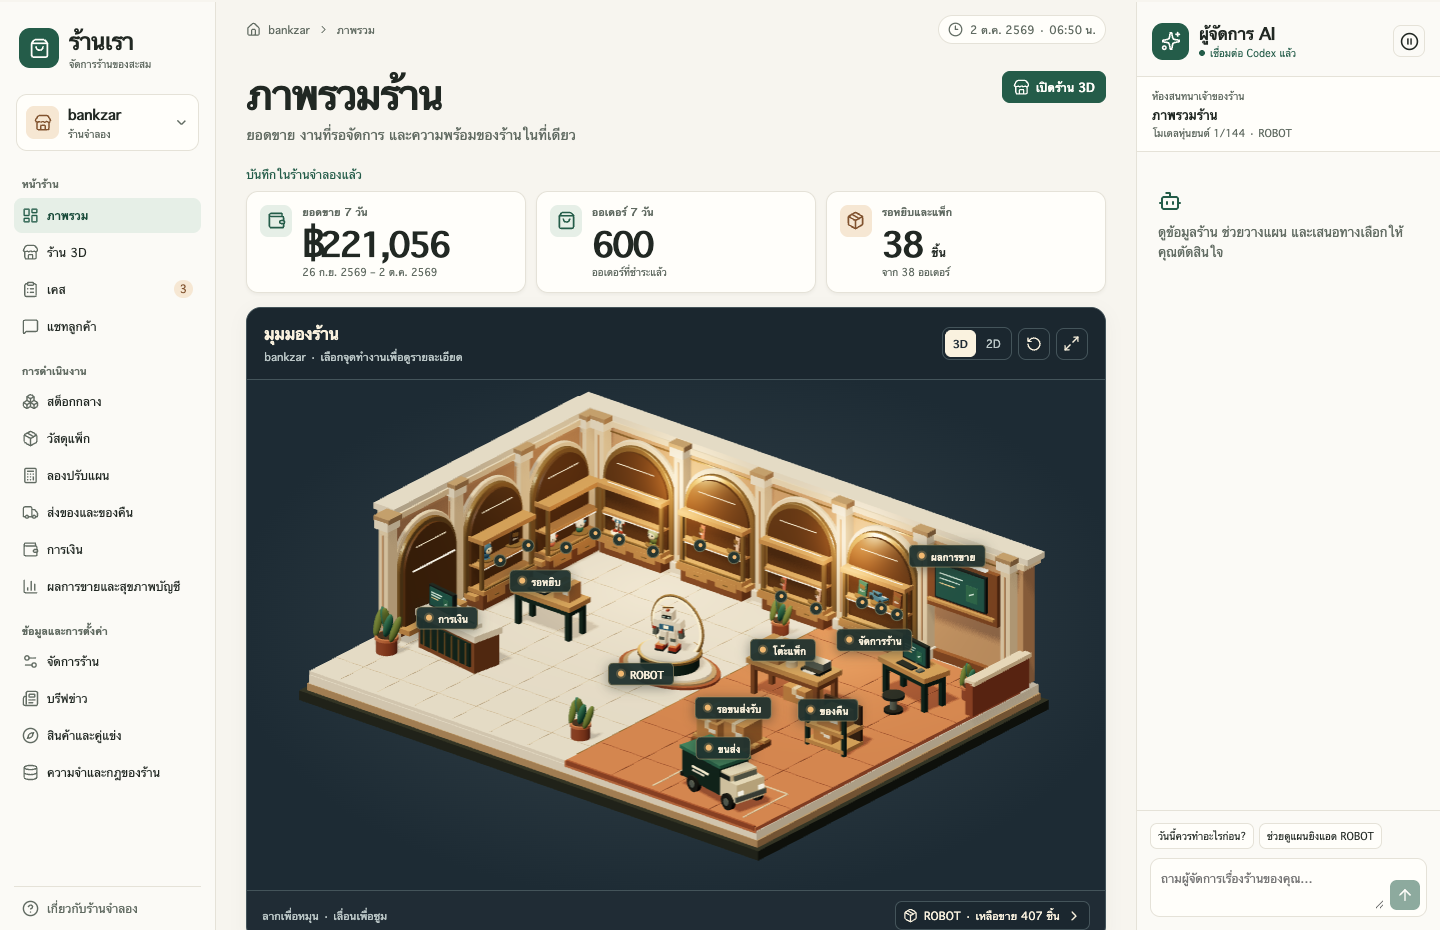 ร้านเรา
จัดการร้านของสะสม
bankzar
ร้านจำลอง
หน้าร้าน
ภาพรวม
ร้าน 3D
เคส
3
แชทลูกค้า
การดำเนินงาน
สต็อกกลาง
วัสดุแพ็ก
ลองปรับแผน
ส่งของและของคืน
การเงิน
ผลการขายและสุขภาพบัญชี
ข้อมูลและการตั้งค่า
จัดการร้าน
บรีฟข่าว
สินค้าและคู่แข่ง
ความจำและกฎของร้าน
เกี่ยวกับร้านจำลอง
bankzar > ภาพรวม
2 ต.ค. 2569 · 06:50 น.
ภาพรวมร้าน
เปิดร้าน 3D
ยอดขาย งานที่รอจัดการ และความพร้อมของร้านในที่เดียว
บันทึกในร้านจำลองแล้ว
ยอดขาย 7 วัน
฿221,056
26 ก.ย. 2569 – 2 ต.ค. 2569
ออเดอร์ 7 วัน
600
ออเดอร์ที่ชำระแล้ว
รอหยิบและแพ็ก
38 ชิ้น
จาก 38 ออเดอร์
มุมมองร้าน
bankzar · เลือกจุดทำงานเพื่อดูรายละเอียด
3D
2D
ผลการขาย
รอหยิบ
การเงิน
จัดการร้าน
โต๊ะแพ็ก
ROBOT
รอขนส่งรับ
ของคืน
ขนส่ง
ลากเพื่อหมุน · เลื่อนเพื่อซูม
ROBOT · เหลือขาย 407 ชิ้น
ผู้จัดการ AI
เชื่อมต่อ Codex แล้ว
ห้องสนทนาเจ้าของร้าน
ภาพรวมร้าน
โมเดลหุ่นยนต์ 1/144 · ROBOT
ดูข้อมูลร้าน ช่วยวางแผน และเสนอทางเลือกให้
คุณตัดสินใจ
วันนี้ควรทำอะไรก่อน?
ช่วยดูแผนยิงแอด ROBOT
ถามผู้จัดการเรื่องร้านของคุณ...